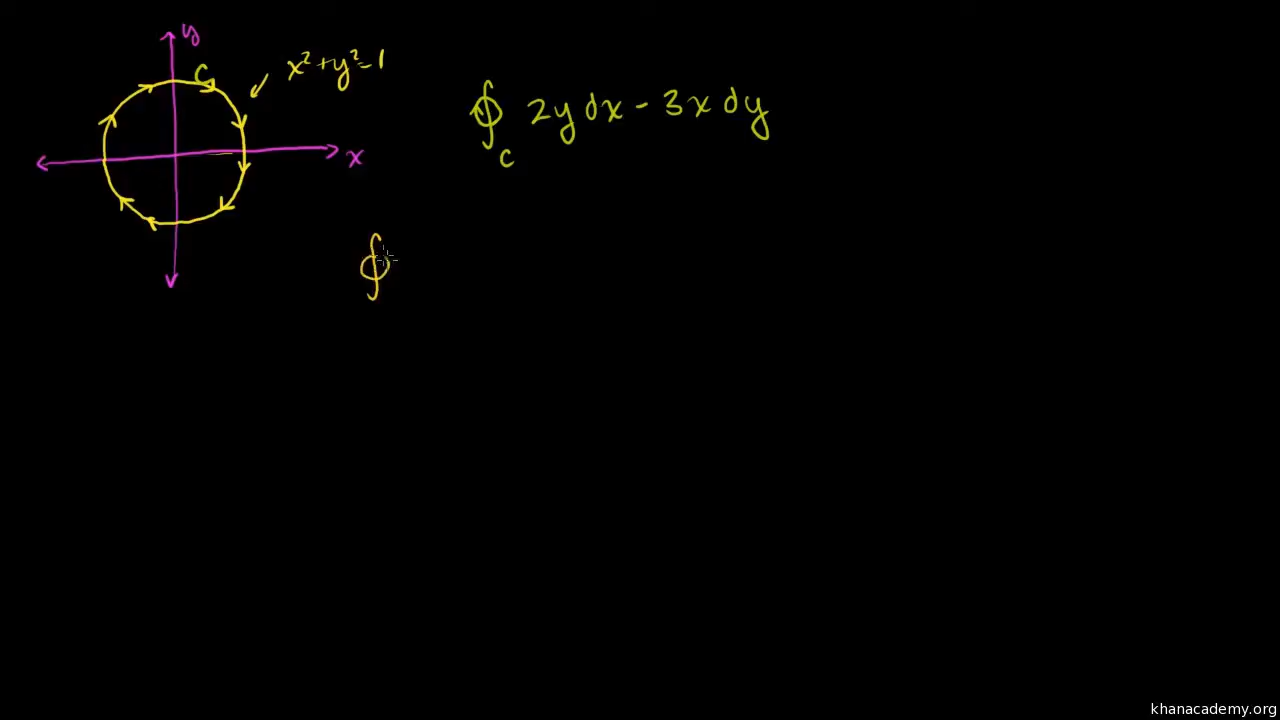 y
C
x² + y² = 1
∮ 2y dx - 3x dy
C
x
∮
khanacademy.org